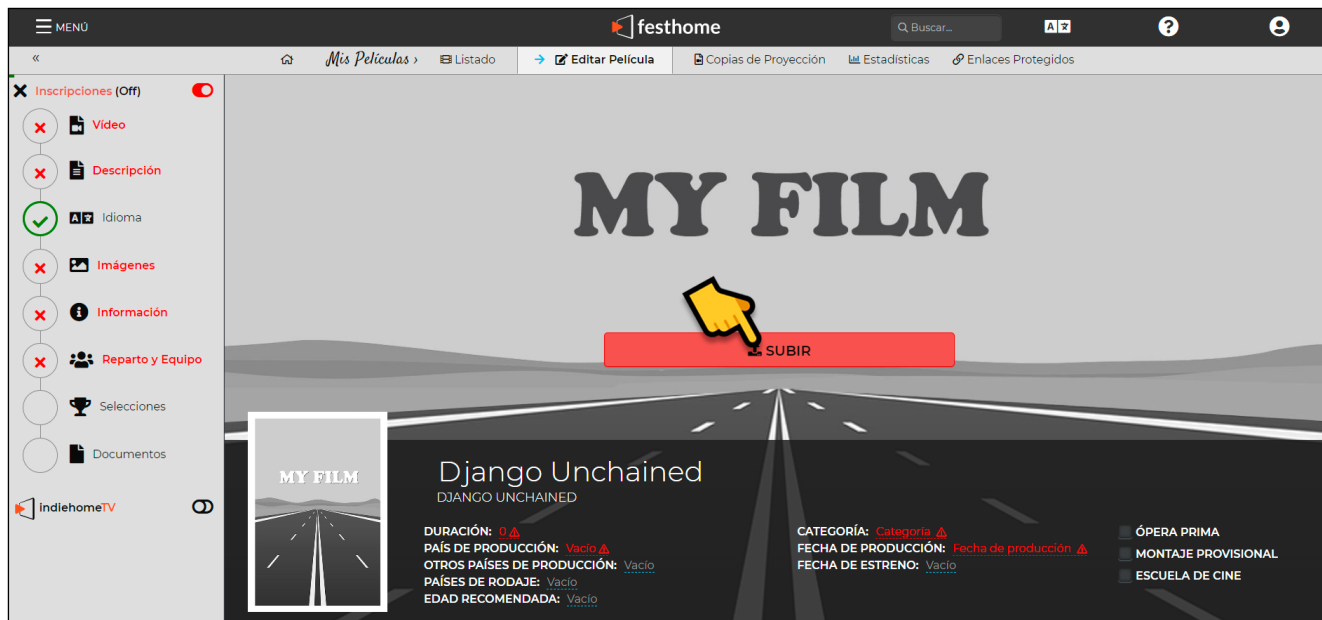 MENÚ
festhome
Buscar...
«
Mis Películas ›
Listado
Editar Película
Copias de Proyección
Estadísticas
Enlaces Protegidos
Inscripciones (Off)
Vídeo
Descripción
Idioma
Imágenes
Información
Reparto y Equipo
Selecciones
Documentos
indiehomeTV
MY FILM
SUBIR
MY FILM
Django Unchained
DJANGO UNCHAINED
DURACIÓN: 0
PAÍS DE PRODUCCIÓN: Vacío
OTROS PAÍSES DE PRODUCCIÓN: Vacío
PAÍSES DE RODAJE: Vacío
EDAD RECOMENDADA: Vacío
CATEGORÍA: Categoría
FECHA DE PRODUCCIÓN: Fecha de producción
FECHA DE ESTRENO: Vacío
ÓPERA PRIMA
MONTAJE PROVISIONAL
ESCUELA DE CINE